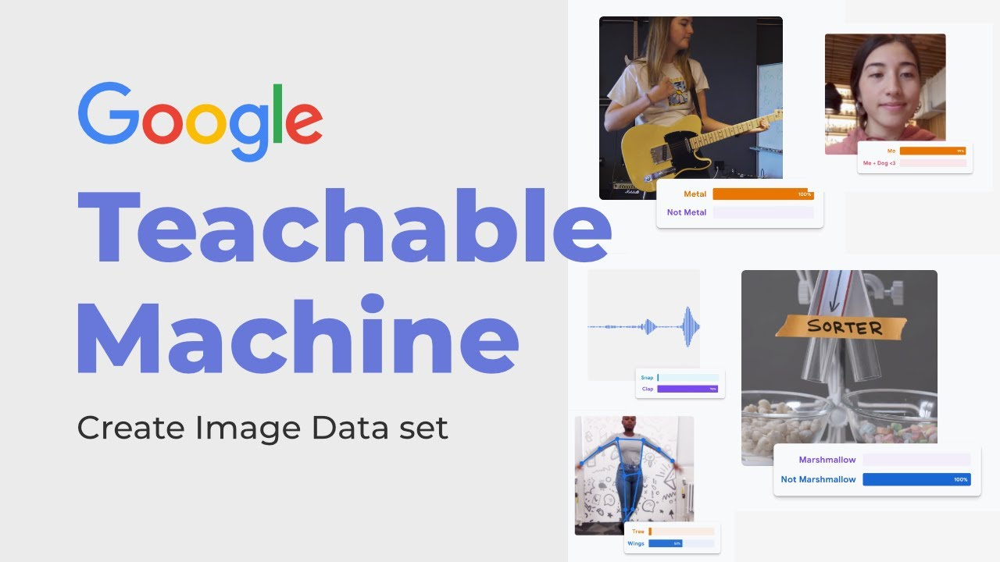 Google
Teachable
Machine
Create Image Data set
Metal 100%
Not Metal
Me 99%
Me + Dog <3
Snap
Clap
SORTER
Marshmallow
Not Marshmallow 100%
Tree
Wings